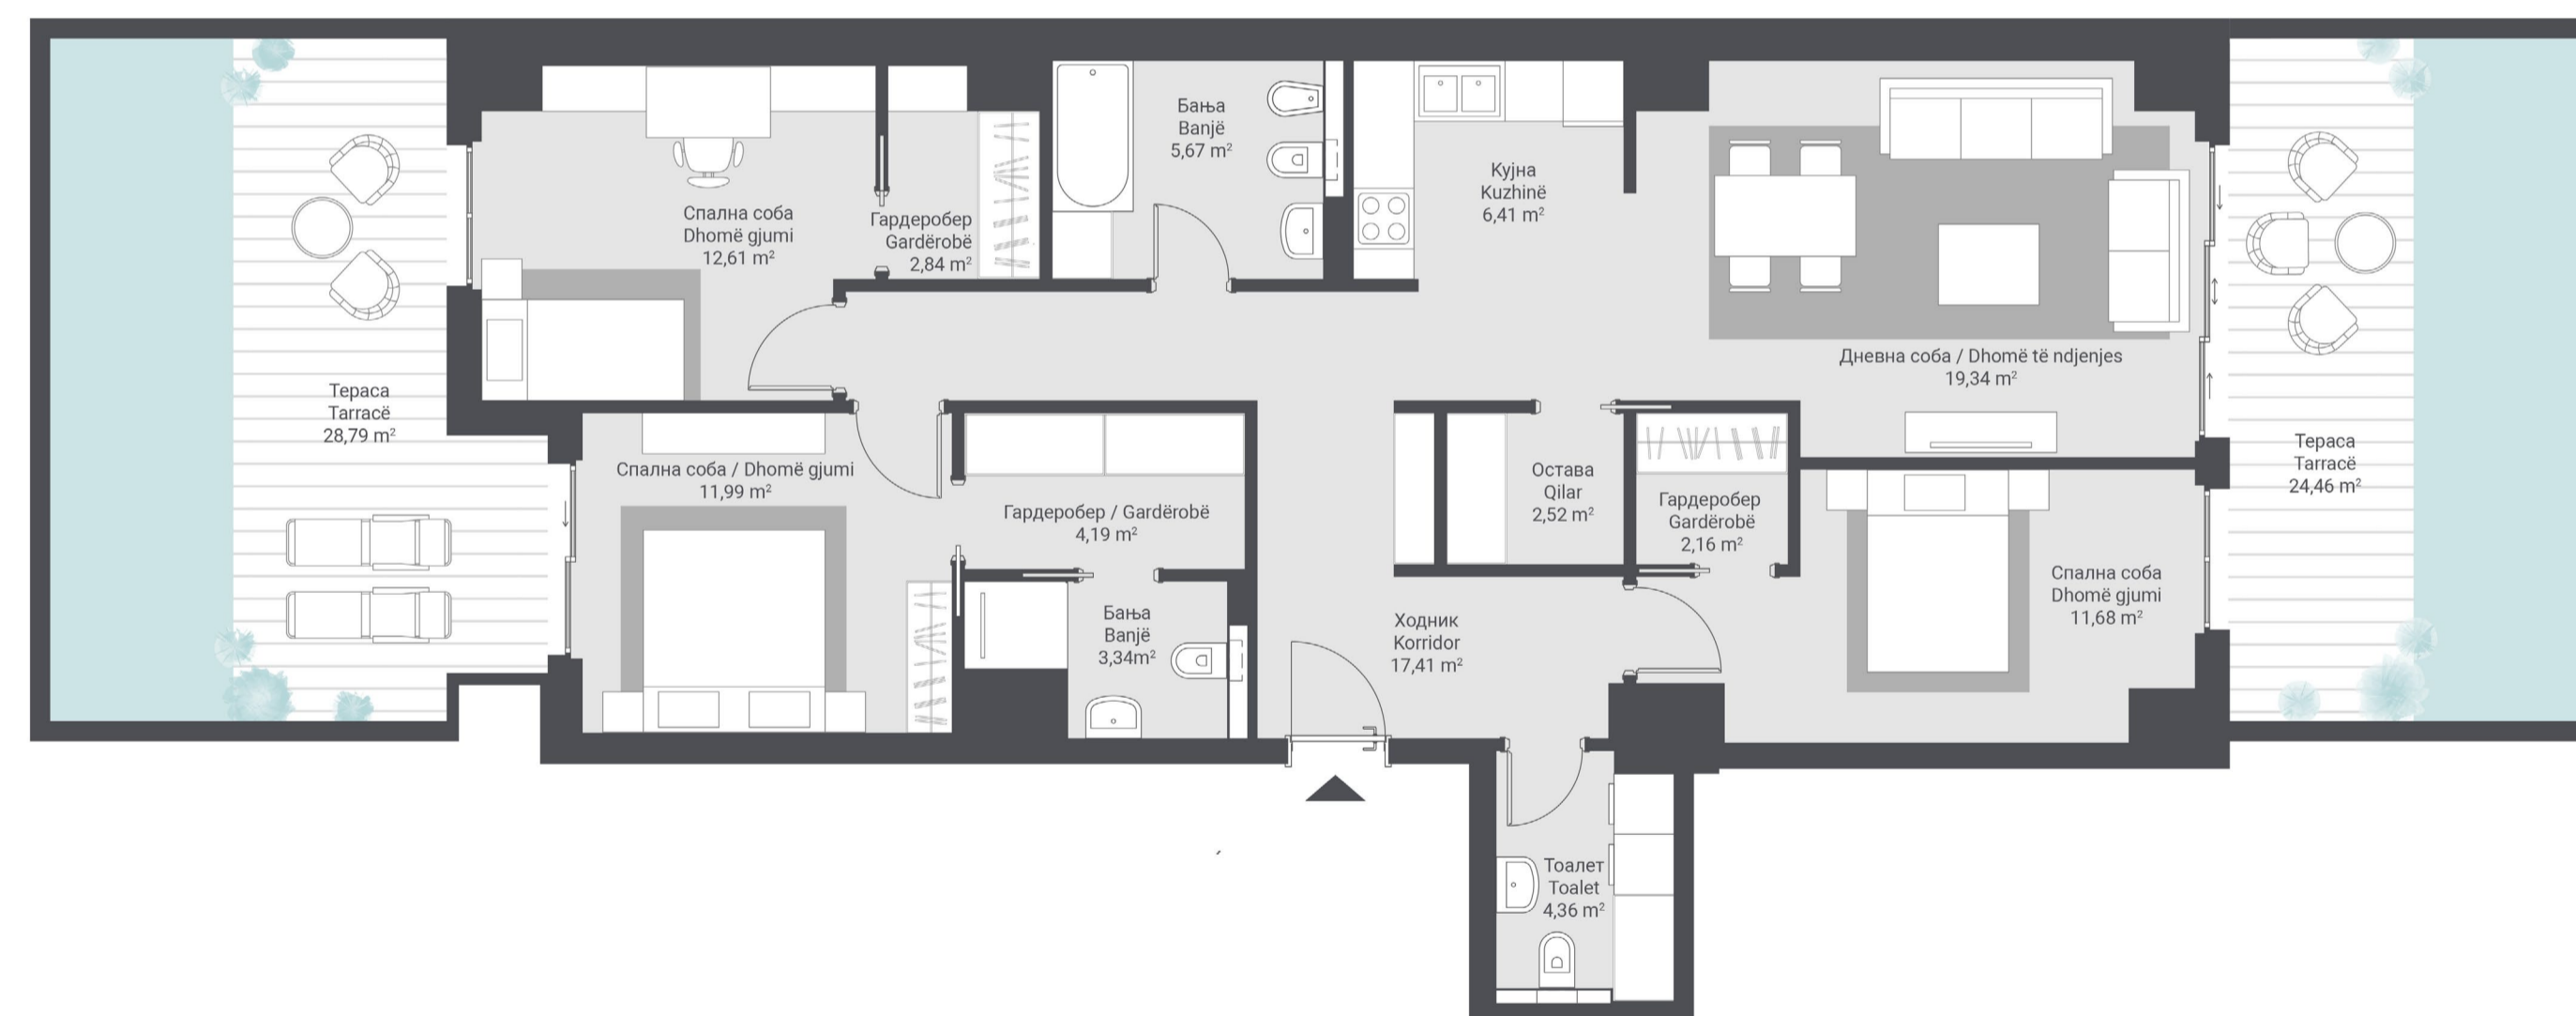 Бања
Banjë
5,67 m²
Кујна
Kuzhinë
6,41 m²
Спална соба
Dhomë gjumi
12,61 m²
Гардеробер
Gardërobë
2,84 m²
Дневна соба / Dhomë të ndjenjes
19,34 m²
Тераса
Tarracë
28,79 m²
Спална соба / Dhomë gjumi
11,99 m²
Гардеробер / Gardërobë
4,19 m²
Остава
Qilar
2,52 m²
Гардеробер
Gardërobë
2,16 m²
Тераса
Tarracë
24,46 m²
Спална соба
Dhomë gjumi
11,68 m²
Бања
Banjë
3,34m²
Ходник
Korridor
17,41 m²
Тоалет
Toalet
4,36 m²